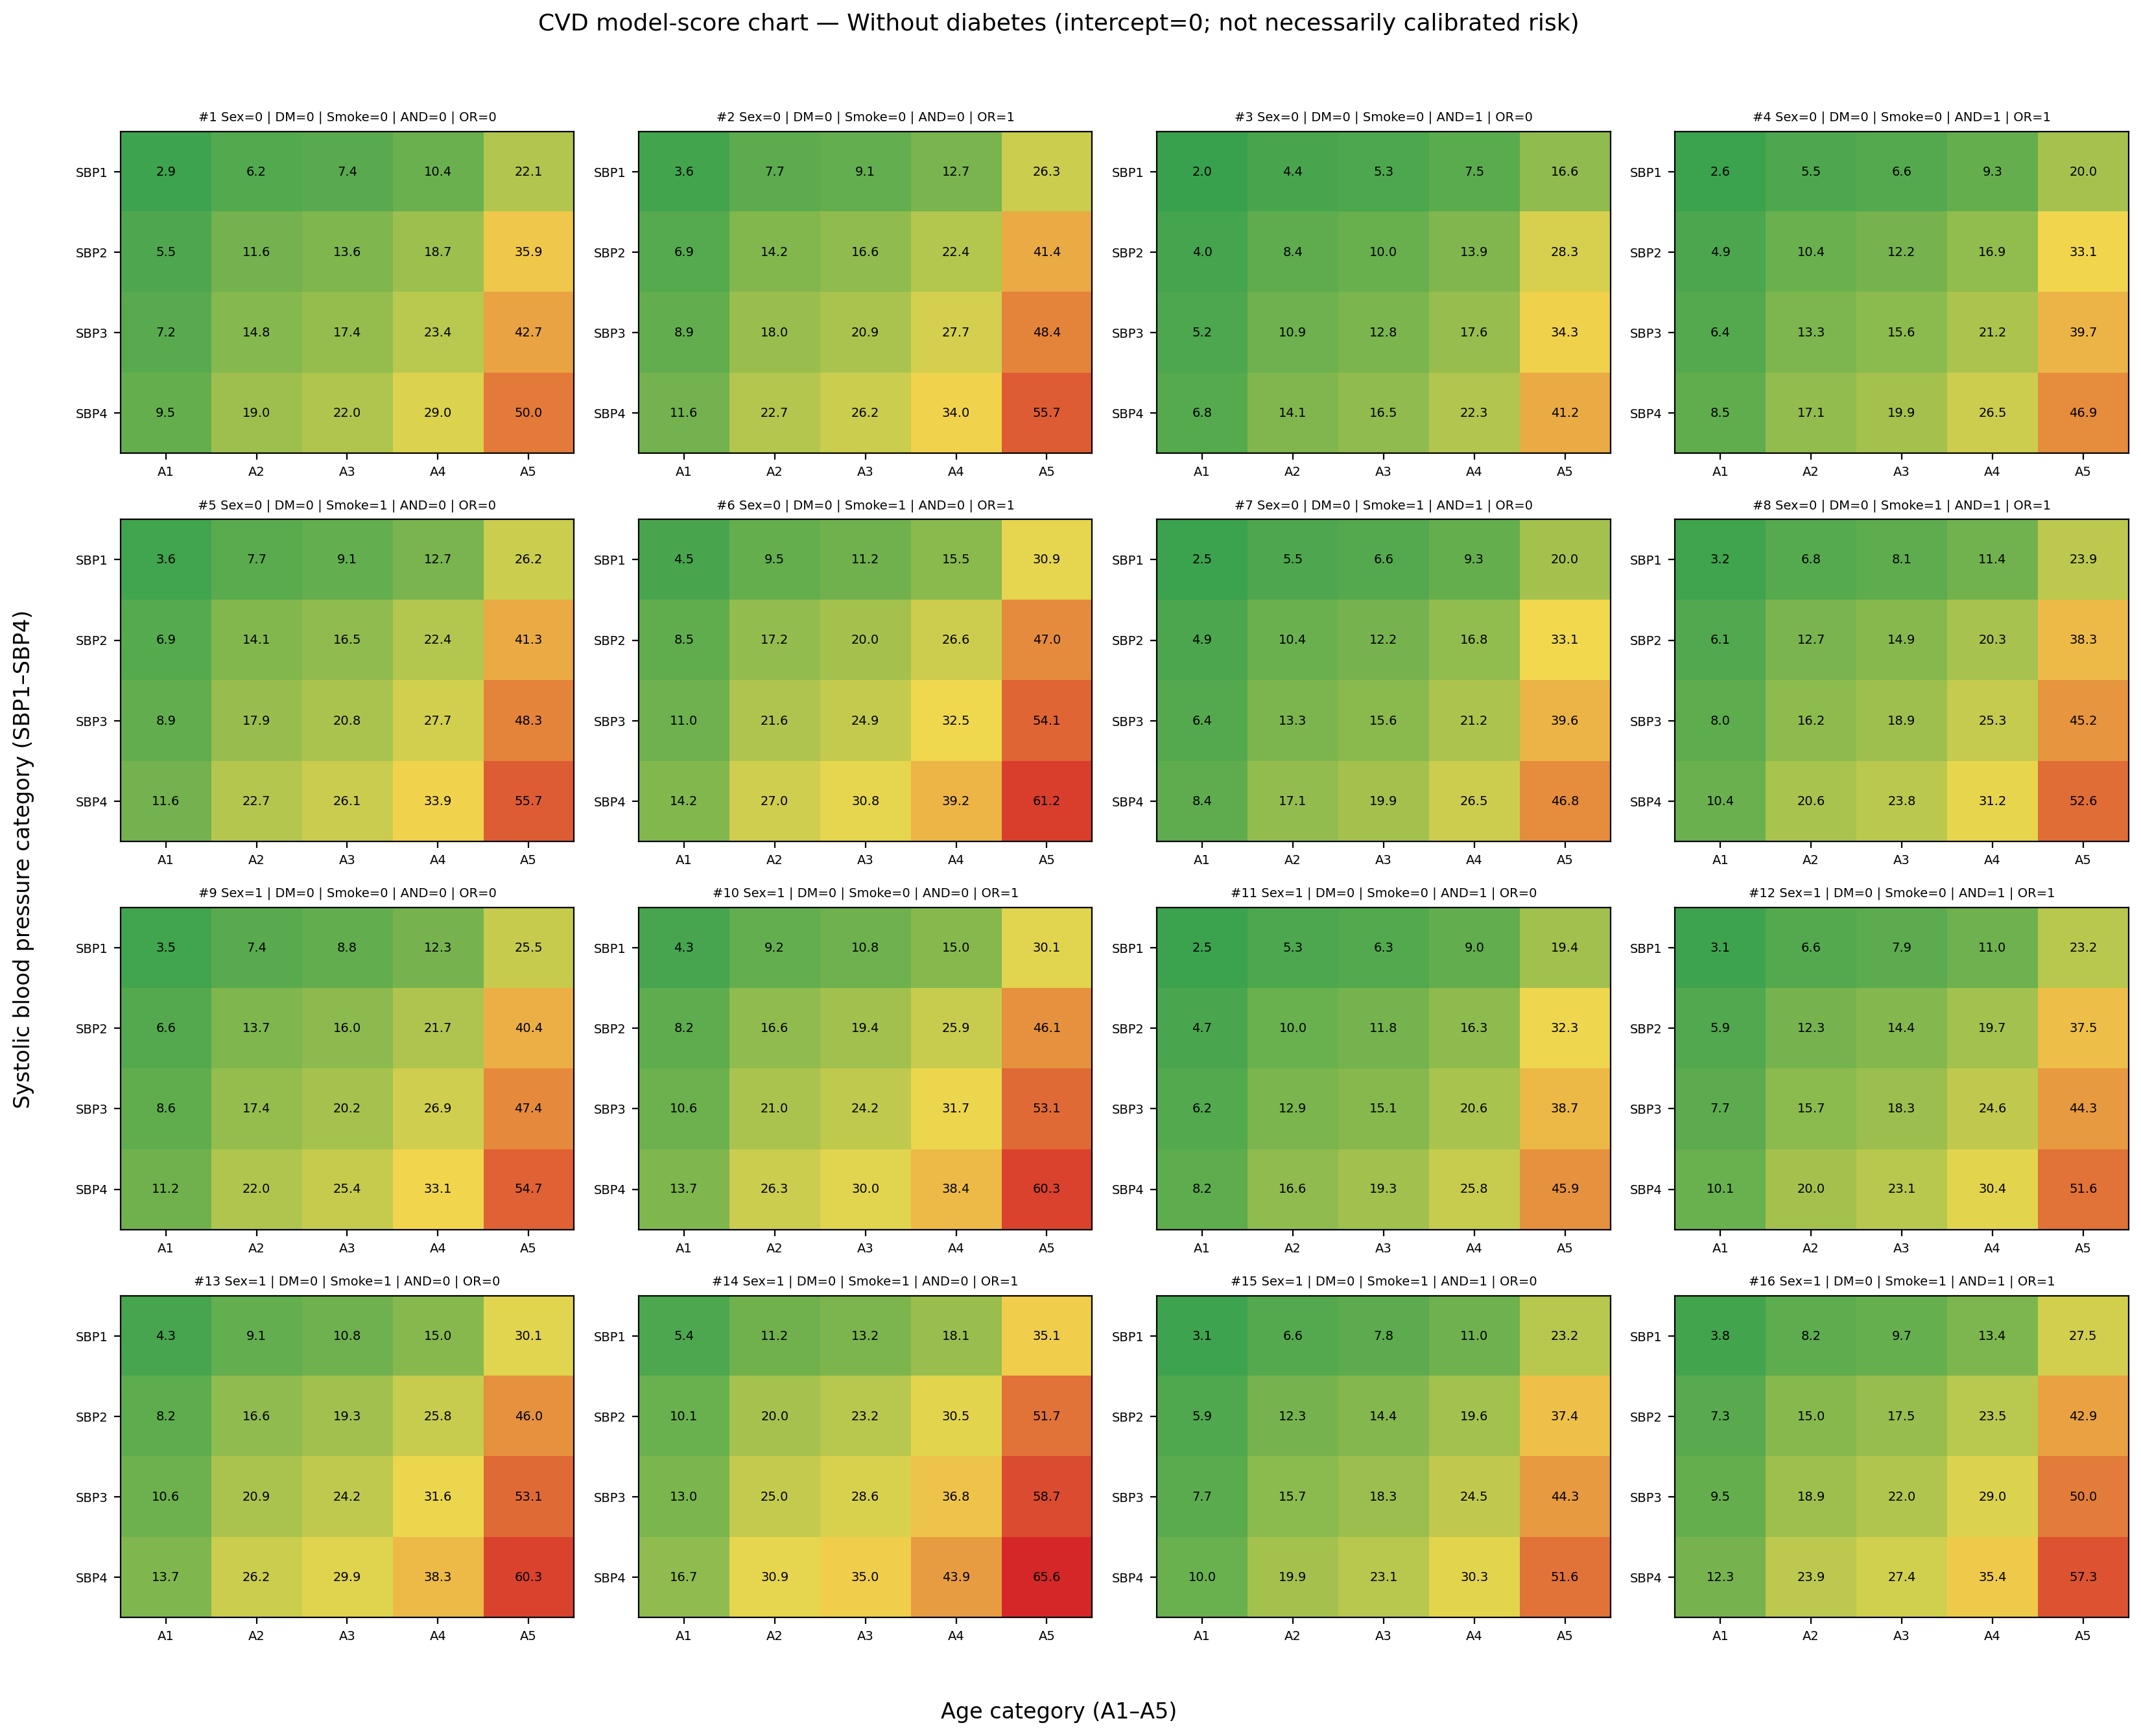 CVD model-score chart — Without diabetes (intercept=0; not necessarily calibrated risk)
Systolic blood pressure category (SBP1–SBP4)
#1 Sex=0 | DM=0 | Smoke=0 | AND=0 | OR=0
SBP1 2.9 6.2 7.4 10.4 22.1
SBP2 5.5 11.6 13.6 18.7 35.9
SBP3 7.2 14.8 17.4 23.4 42.7
SBP4 9.5 19.0 22.0 29.0 50.0
A1 A2 A3 A4 A5
#2 Sex=0 | DM=0 | Smoke=0 | AND=0 | OR=1
SBP1 3.6 7.7 9.1 12.7 26.3
SBP2 6.9 14.2 16.6 22.4 41.4
SBP3 8.9 18.0 20.9 27.7 48.4
SBP4 11.6 22.7 26.2 34.0 55.7
A1 A2 A3 A4 A5
#3 Sex=0 | DM=0 | Smoke=0 | AND=1 | OR=0
SBP1 2.0 4.4 5.3 7.5 16.6
SBP2 4.0 8.4 10.0 13.9 28.3
SBP3 5.2 10.9 12.8 17.6 34.3
SBP4 6.8 14.1 16.5 22.3 41.2
A1 A2 A3 A4 A5
#4 Sex=0 | DM=0 | Smoke=0 | AND=1 | OR=1
SBP1 2.6 5.5 6.6 9.3 20.0
SBP2 4.9 10.4 12.2 16.9 33.1
SBP3 6.4 13.3 15.6 21.2 39.7
SBP4 8.5 17.1 19.9 26.5 46.9
A1 A2 A3 A4 A5
#5 Sex=0 | DM=0 | Smoke=1 | AND=0 | OR=0
SBP1 3.6 7.7 9.1 12.7 26.2
SBP2 6.9 14.1 16.5 22.4 41.3
SBP3 8.9 17.9 20.8 27.7 48.3
SBP4 11.6 22.7 26.1 33.9 55.7
A1 A2 A3 A4 A5
#6 Sex=0 | DM=0 | Smoke=1 | AND=0 | OR=1
SBP1 4.5 9.5 11.2 15.5 30.9
SBP2 8.5 17.2 20.0 26.6 47.0
SBP3 11.0 21.6 24.9 32.5 54.1
SBP4 14.2 27.0 30.8 39.2 61.2
A1 A2 A3 A4 A5
#7 Sex=0 | DM=0 | Smoke=1 | AND=1 | OR=0
SBP1 2.5 5.5 6.6 9.3 20.0
SBP2 4.9 10.4 12.2 16.8 33.1
SBP3 6.4 13.3 15.6 21.2 39.6
SBP4 8.4 17.1 19.9 26.5 46.8
A1 A2 A3 A4 A5
#8 Sex=0 | DM=0 | Smoke=1 | AND=1 | OR=1
SBP1 3.2 6.8 8.1 11.4 23.9
SBP2 6.1 12.7 14.9 20.3 38.3
SBP3 8.0 16.2 18.9 25.3 45.2
SBP4 10.4 20.6 23.8 31.2 52.6
A1 A2 A3 A4 A5
#9 Sex=1 | DM=0 | Smoke=0 | AND=0 | OR=0
SBP1 3.5 7.4 8.8 12.3 25.5
SBP2 6.6 13.7 16.0 21.7 40.4
SBP3 8.6 17.4 20.2 26.9 47.4
SBP4 11.2 22.0 25.4 33.1 54.7
A1 A2 A3 A4 A5
#10 Sex=1 | DM=0 | Smoke=0 | AND=0 | OR=1
SBP1 4.3 9.2 10.8 15.0 30.1
SBP2 8.2 16.6 19.4 25.9 46.1
SBP3 10.6 21.0 24.2 31.7 53.1
SBP4 13.7 26.3 30.0 38.4 60.3
A1 A2 A3 A4 A5
#11 Sex=1 | DM=0 | Smoke=0 | AND=1 | OR=0
SBP1 2.5 5.3 6.3 9.0 19.4
SBP2 4.7 10.0 11.8 16.3 32.3
SBP3 6.2 12.9 15.1 20.6 38.7
SBP4 8.2 16.6 19.3 25.8 45.9
A1 A2 A3 A4 A5
#12 Sex=1 | DM=0 | Smoke=0 | AND=1 | OR=1
SBP1 3.1 6.6 7.9 11.0 23.2
SBP2 5.9 12.3 14.4 19.7 37.5
SBP3 7.7 15.7 18.3 24.6 44.3
SBP4 10.1 20.0 23.1 30.4 51.6
A1 A2 A3 A4 A5
#13 Sex=1 | DM=0 | Smoke=1 | AND=0 | OR=0
SBP1 4.3 9.1 10.8 15.0 30.1
SBP2 8.2 16.6 19.3 25.8 46.0
SBP3 10.6 20.9 24.2 31.6 53.1
SBP4 13.7 26.2 29.9 38.3 60.3
A1 A2 A3 A4 A5
#14 Sex=1 | DM=0 | Smoke=1 | AND=0 | OR=1
SBP1 5.4 11.2 13.2 18.1 35.1
SBP2 10.1 20.0 23.2 30.5 51.7
SBP3 13.0 25.0 28.6 36.8 58.7
SBP4 16.7 30.9 35.0 43.9 65.6
A1 A2 A3 A4 A5
#15 Sex=1 | DM=0 | Smoke=1 | AND=1 | OR=0
SBP1 3.1 6.6 7.8 11.0 23.2
SBP2 5.9 12.3 14.4 19.6 37.4
SBP3 7.7 15.7 18.3 24.5 44.3
SBP4 10.0 19.9 23.1 30.3 51.6
A1 A2 A3 A4 A5
#16 Sex=1 | DM=0 | Smoke=1 | AND=1 | OR=1
SBP1 3.8 8.2 9.7 13.4 27.5
SBP2 7.3 15.0 17.5 23.5 42.9
SBP3 9.5 18.9 22.0 29.0 50.0
SBP4 12.3 23.9 27.4 35.4 57.3
A1 A2 A3 A4 A5
Age category (A1–A5)